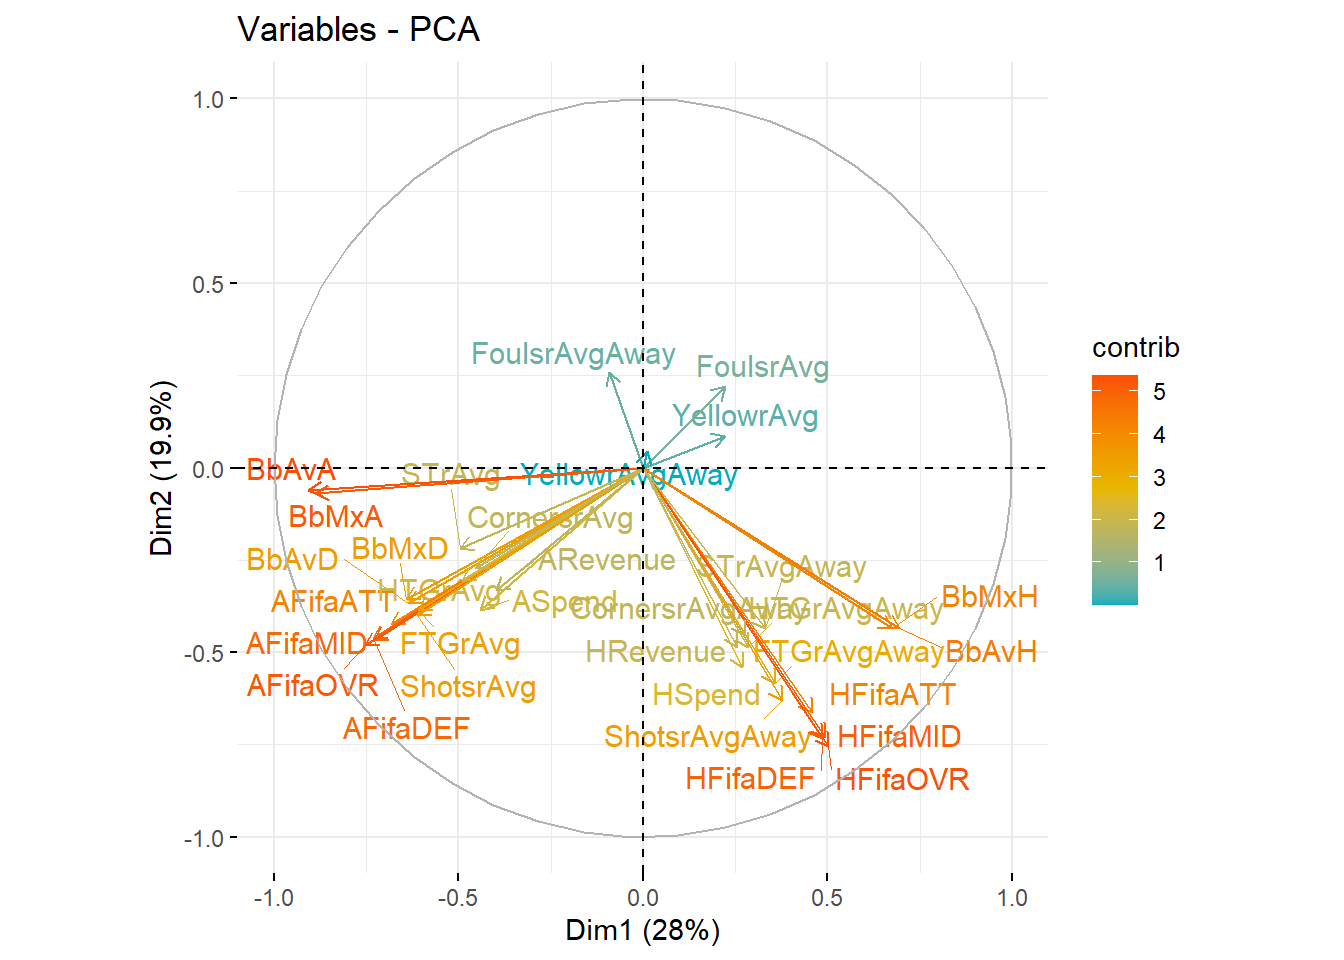 Variables - PCA
1.0
0.5
0.0
-0.5
-1.0
Dim2 (19.9%)
-1.0
-0.5
0.0
0.5
1.0
Dim1 (28%)
FoulsrAvgAway
FoulsrAvg
YellowrAvg
YellowrAvgAway
BbAvA
STrAvg
BbMxA
CornersrAvg
BbAvD
BbMxD
ARevenue
STrAvgAway
AFifaATT
HTGrAvg
ASpend
CornersrAvgAway
HTGrAvgAway
BbMxH
AFifaMID
FTGrAvg
HRevenue
FTGrAvgAway
BbAvH
AFifaOVR
ShotsrAvg
HSpend
HFifaATT
AFifaDEF
ShotsrAvgAway
HFifaMID
HFifaDEF
HFifaOVR
contrib
5
4
3
2
1